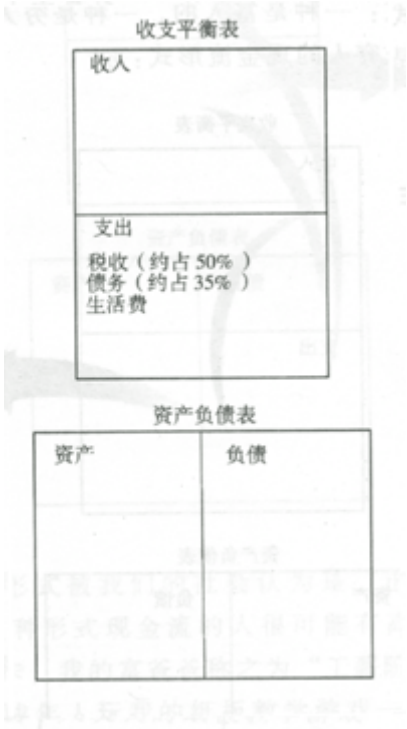 收支平衡表
收人
支出
税收（约占 50% ）
债务（约占 35% ）
生活费
资产负债表
资产
负债